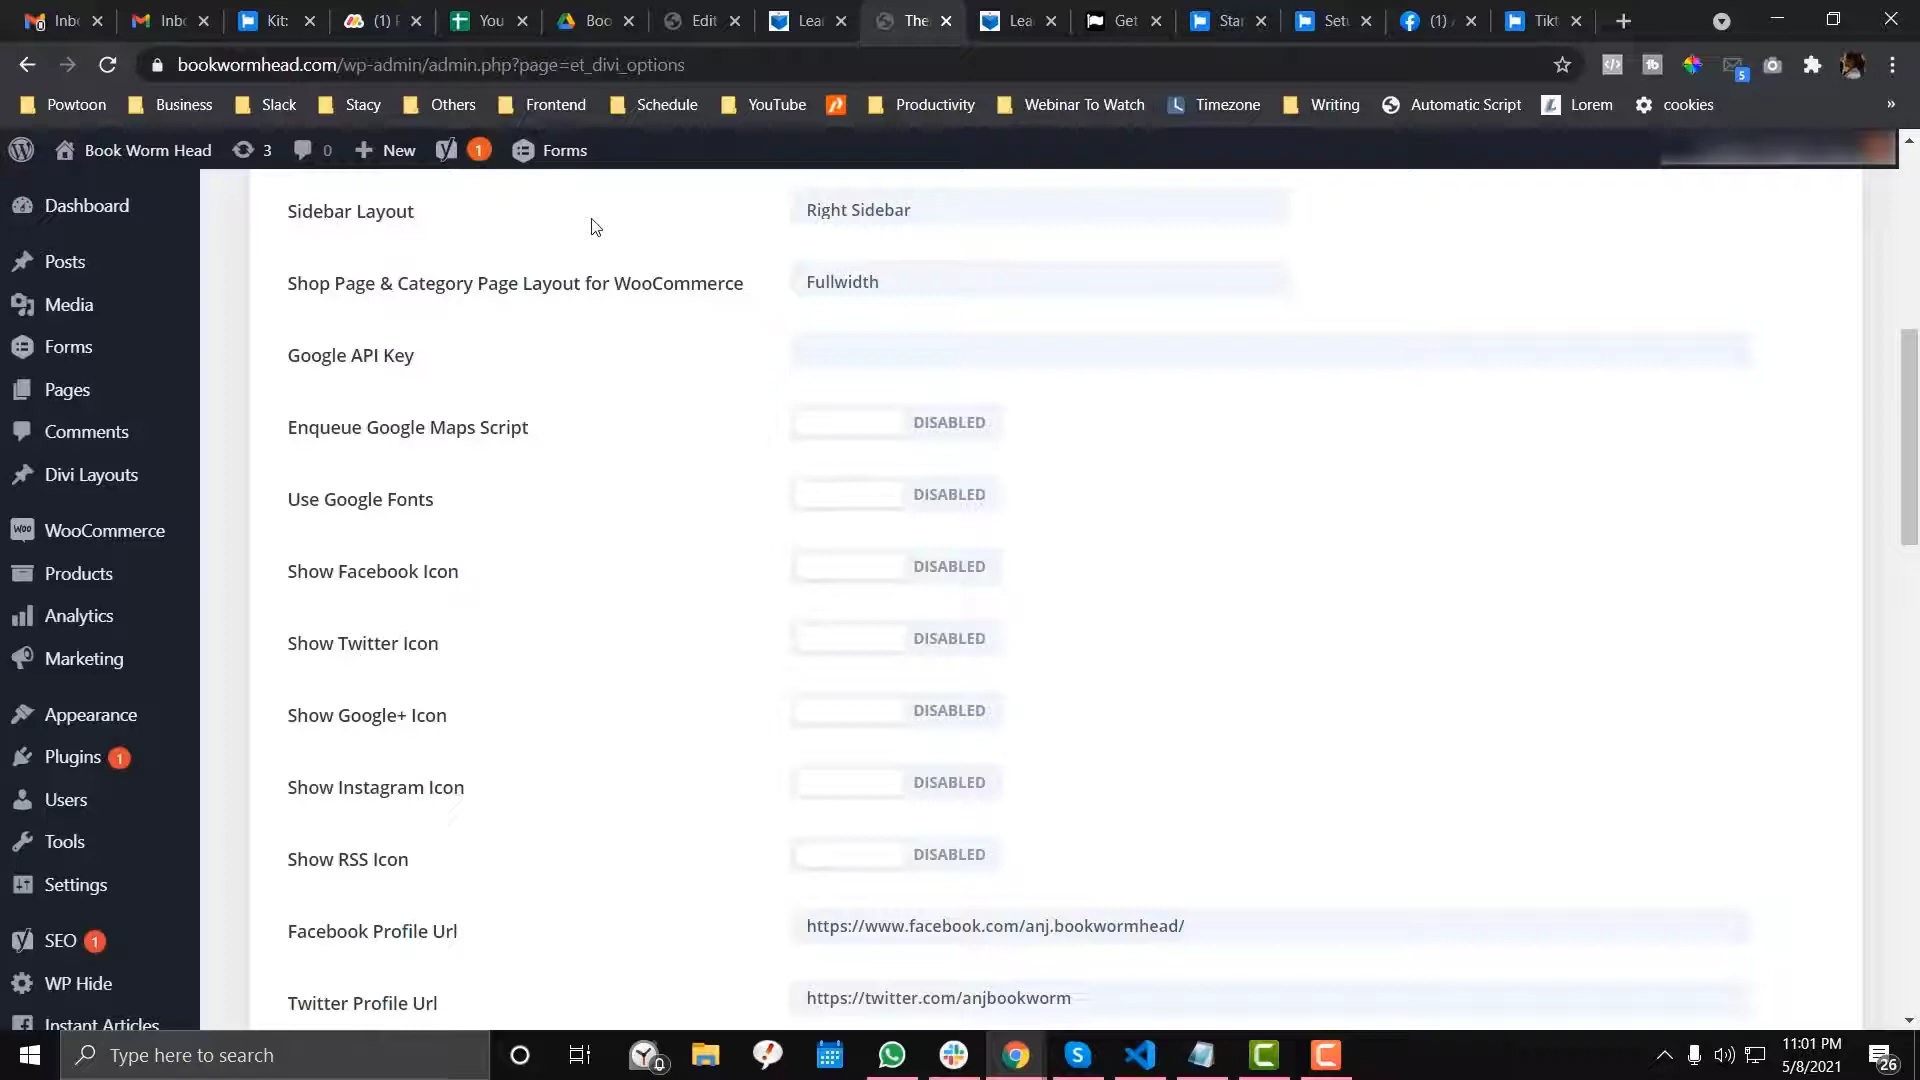 Inbo
Inbo
Kit:
(1) F
You
Boo
Edit
Lear
The
Lea
Get
Star
Setu
(1)
Tikt
bookwormhead.com/wp-admin/admin.php?page=et_divi_options
5
Powtoon
Business
Slack
Stacy
Others
Frontend
Schedule
YouTube
Productivity
Webinar To Watch
Timezone
Writing
Automatic Script
Lorem
cookies
»
Book Worm Head
3
0
New
1
Forms
Dashboard
Posts
Media
Forms
Pages
Comments
Divi Layouts
WooCommerce
Products
Analytics
Marketing
Appearance
Plugins 1
Users
Tools
Settings
SEO 1
WP Hide
Instant Articles
Sidebar Layout
Right Sidebar
Shop Page & Category Page Layout for WooCommerce
Fullwidth
Google API Key
Enqueue Google Maps Script
DISABLED
Use Google Fonts
DISABLED
Show Facebook Icon
DISABLED
Show Twitter Icon
DISABLED
Show Google+ Icon
DISABLED
Show Instagram Icon
DISABLED
Show RSS Icon
DISABLED
Facebook Profile Url
https://www.facebook.com/anj.bookwormhead/
Twitter Profile Url
https://twitter.com/anjbookworm
Type here to search
11:01 PM
5/8/2021
26